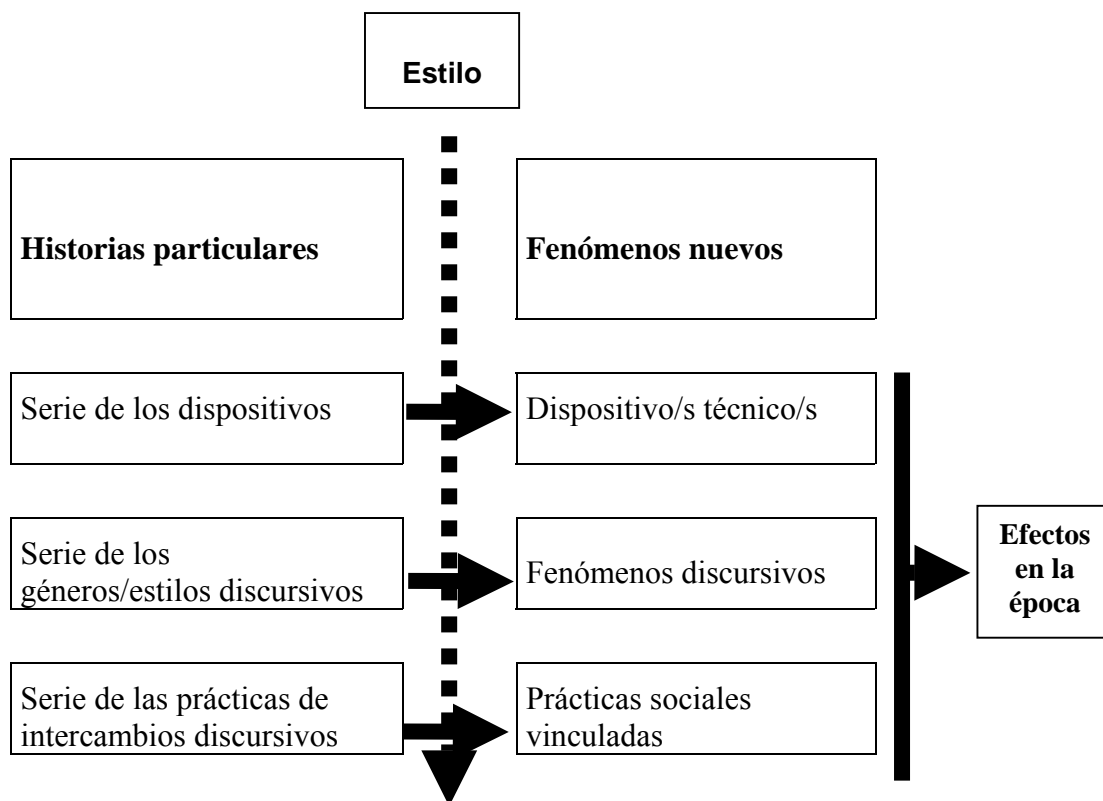 Estilo
Historias particulares
Fenómenos nuevos
Serie de los dispositivos
Dispositivo/s técnico/s
Serie de los
géneros/estilos discursivos
Fenómenos discursivos
Serie de las prácticas de
intercambios discursivos
Prácticas sociales
vinculadas
Efectos
en la
época